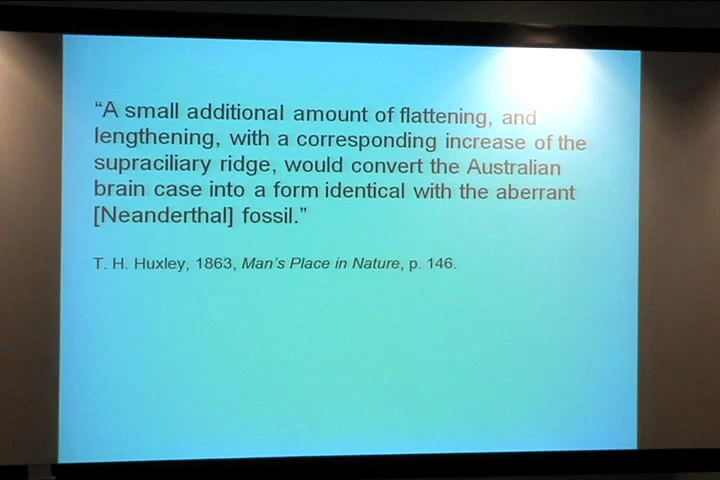 “A small additional amount of flattening, and
lengthening, with a corresponding increase of the
supraciliary ridge, would convert the Australian
brain case into a form identical with the aberrant
[Neanderthal] fossil.”
T. H. Huxley, 1863, Man’s Place in Nature, p. 146.